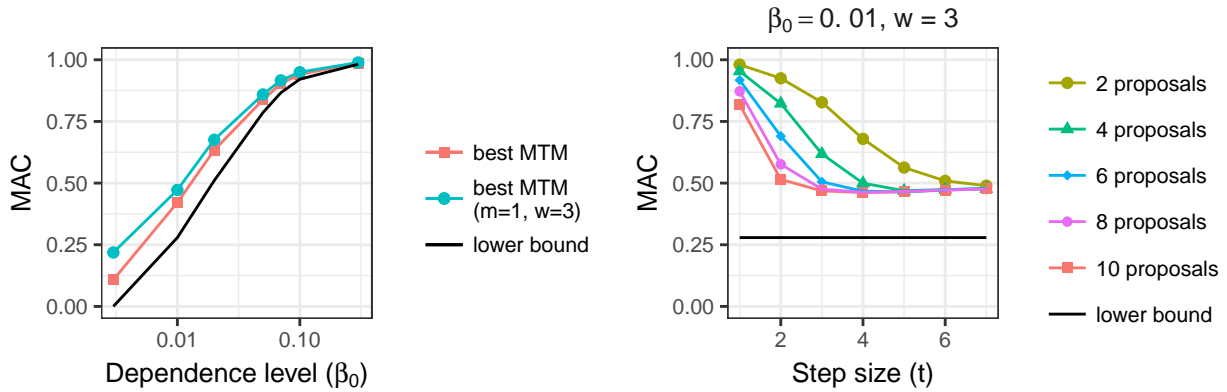 MAC
1.00
0.75
0.50
0.25
0.00
0.01
0.10
Dependence level (β₀)
best MTM
best MTM
(m=1, w=3)
lower bound
β₀ = 0. 01, w = 3
MAC
1.00
0.75
0.50
0.25
0.00
2
4
6
Step size (t)
2 proposals
4 proposals
6 proposals
8 proposals
10 proposals
lower bound